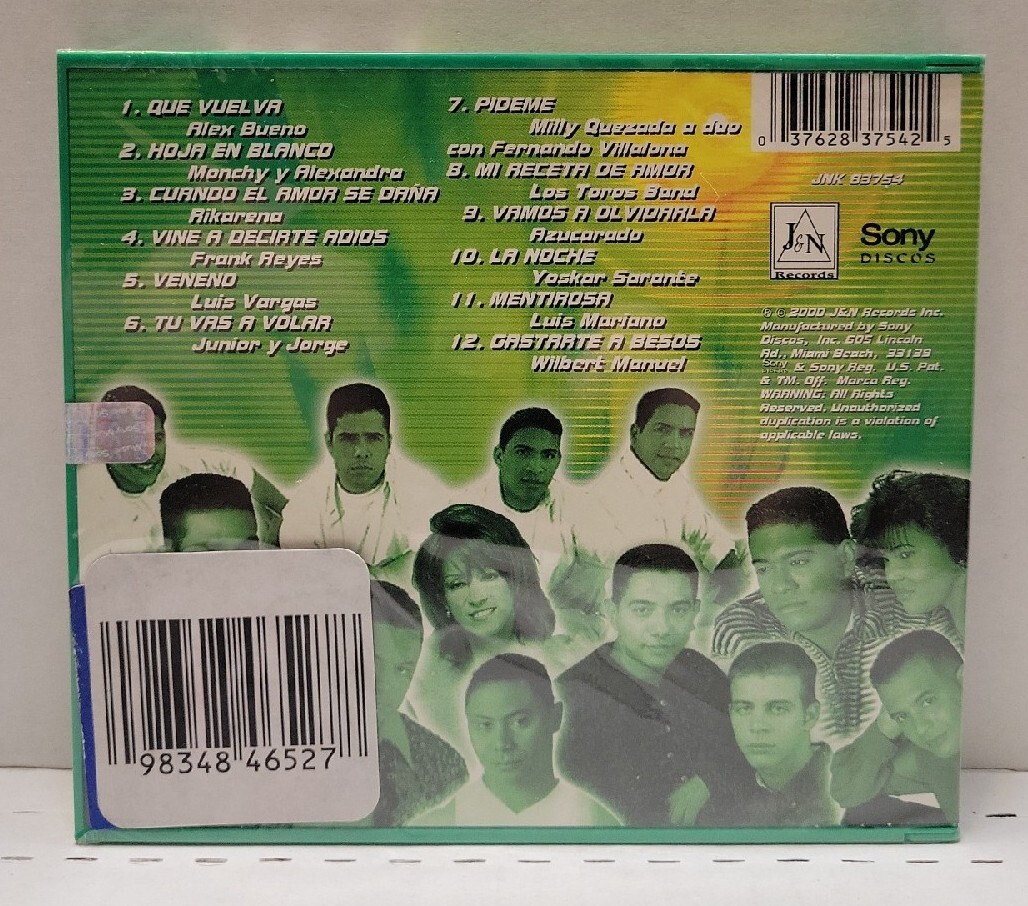 1. QUE VUELVA
Alex Bueno
2. HOJA EN BLANCO
Monchy y Alexandra
3. CUANDO EL AMOR SE DAÑA
Rikarena
4. VINE A DECIRTE ADIOS
Frank Reyes
5. VENENO
Luis Vargas
6. TU VAS A VOLAR
Junior y Jorge
7. PIDEME
Milly Quezada a duo
con Fernando Villalona
8. MI RECETA DE AMOR
Los Toros Band
9. VAMOS A OLVIDARLA
Azucarado
10. LA NOCHE
Yoskar Sarante
11. MENTIROSA
Luis Mariano
12. GASTARTE A BESOS
Wilbert Manuel
0 37628 37542 5
JNK 83754
J&N
Records
Sony
DISCOS
℗ © 2000 J&N Records Inc.
Manufactured by Sony
Discos, Inc. 605 Lincoln
Rd., Miami Beach, 33139
Sony & Sony Reg. U.S. Pat.
& TM. Off. Marca Reg.
WARNING: All Rights
Reserved. Unauthorized
duplication is a violation of
applicable laws.
98348 46527